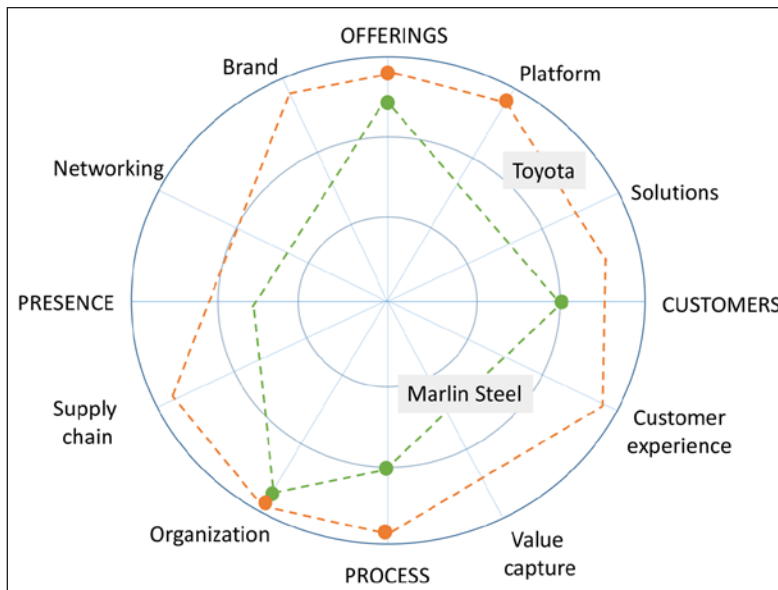 OFFERINGS
Brand
Platform
Networking
Toyota
Solutions
PRESENCE
CUSTOMERS
Marlin Steel
Supply
chain
Customer
experience
Organization
Value
capture
PROCESS